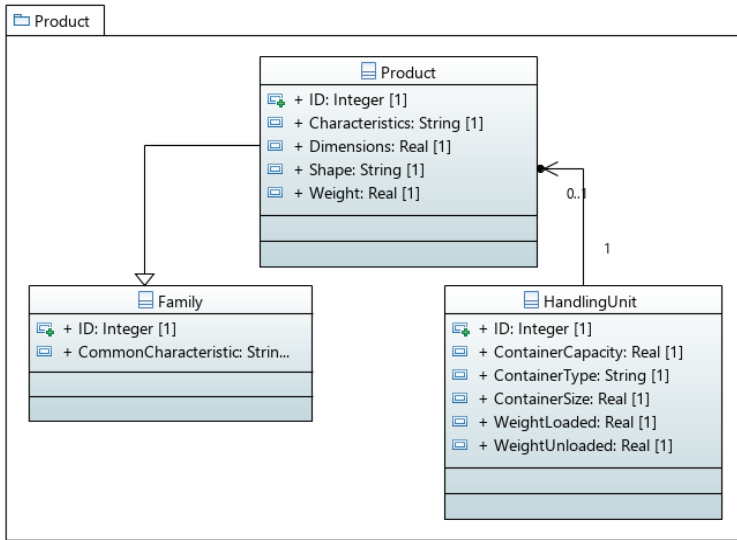 Product
Product
+ ID: Integer [1]
+ Characteristics: String [1]
+ Dimensions: Real [1]
+ Shape: String [1]
+ Weight: Real [1]
0..1
1
Family
+ ID: Integer [1]
+ CommonCharacteristic: Strin...
HandlingUnit
+ ID: Integer [1]
+ ContainerCapacity: Real [1]
+ ContainerType: String [1]
+ ContainerSize: Real [1]
+ WeightLoaded: Real [1]
+ WeightUnloaded: Real [1]